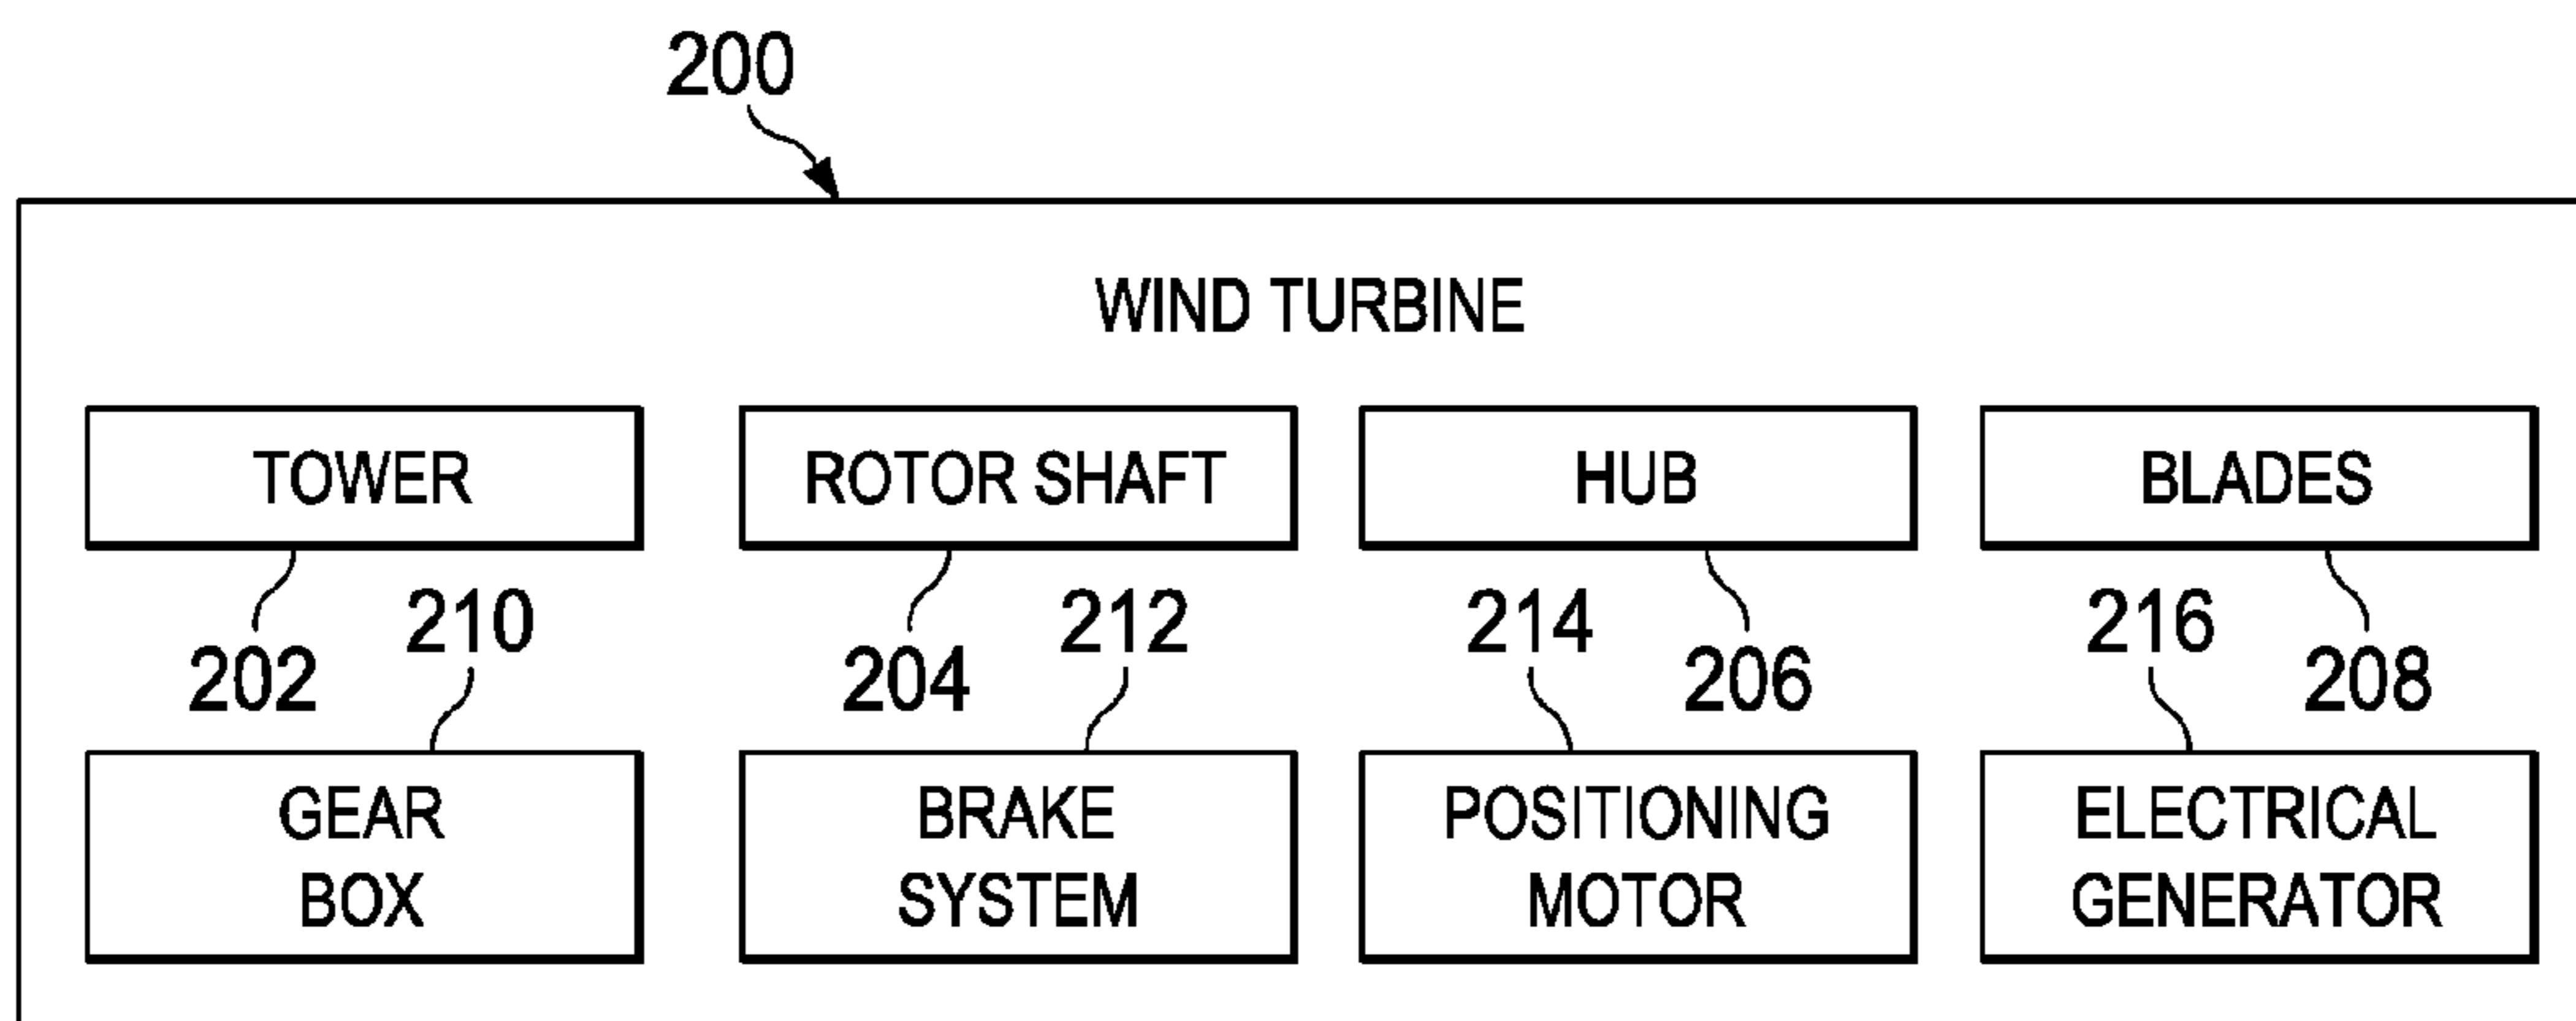 200
WIND TURBINE
TOWER
ROTOR SHAFT
HUB
BLADES
202
210
204
212
214
206
216
208
GEAR
BOX
BRAKE
SYSTEM
POSITIONING
MOTOR
ELECTRICAL
GENERATOR